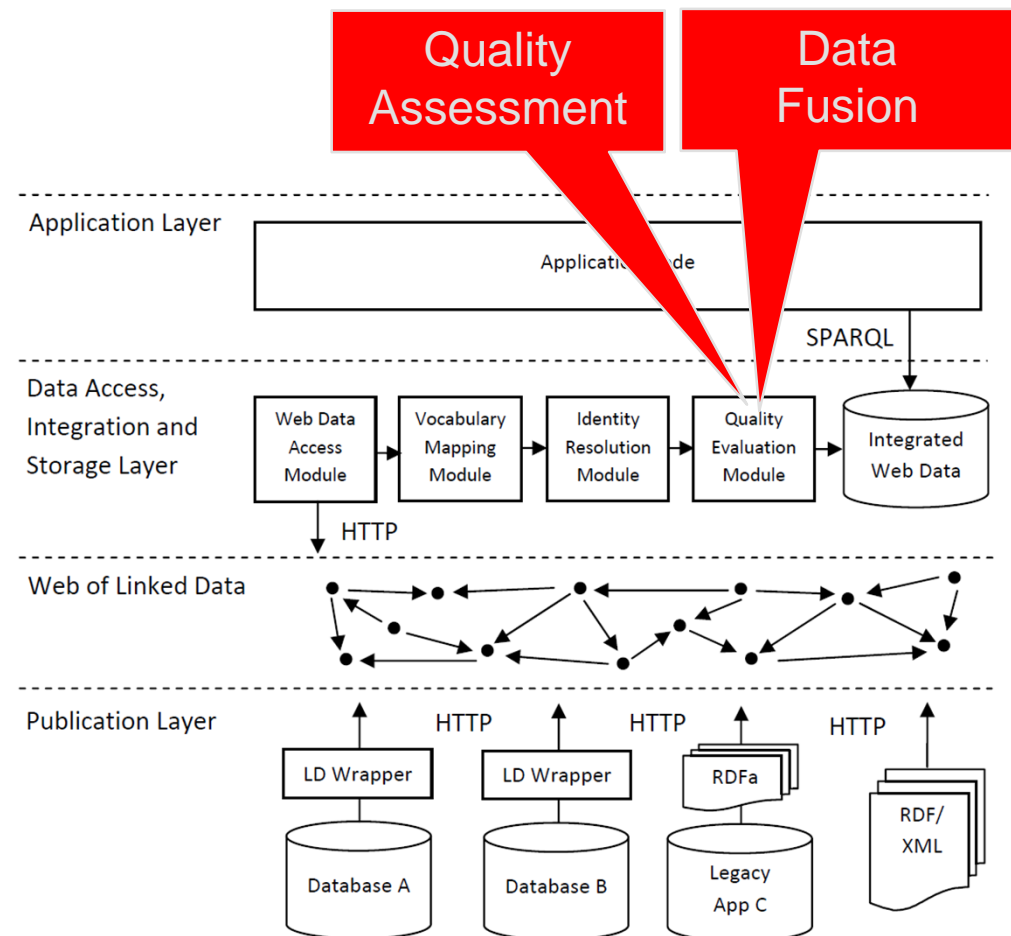 Quality
Assessment
Data
Fusion
Application Layer
Application Code
SPARQL
Data Access,
Integration and
Storage Layer
Web Data
Access
Module
Vocabulary
Mapping
Module
Identity
Resolution
Module
Quality
Evaluation
Module
Integrated
Web Data
HTTP
Web of Linked Data
Publication Layer
HTTP
HTTP
HTTP
LD Wrapper
LD Wrapper
RDFa
RDF/
XML
Database A
Database B
Legacy
App C